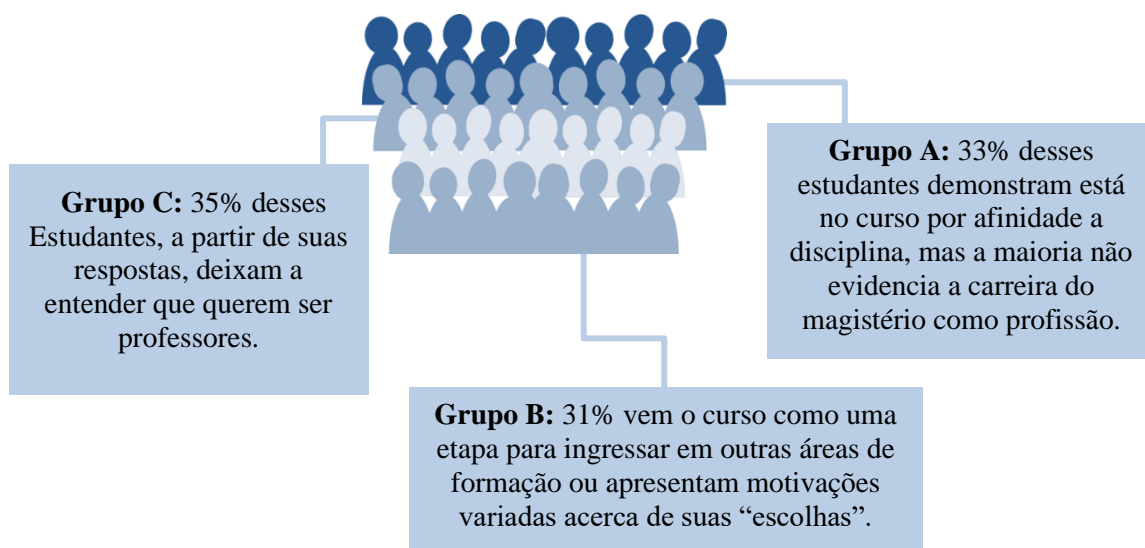 Grupo A: 33% desses
estudantes demonstram está
no curso por afinidade a
disciplina, mas a maioria não
evidencia a carreira do
magistério como profissão.
Grupo C: 35% desses
Estudantes, a partir de suas
respostas, deixam a
entender que querem ser
professores.
Grupo B: 31% vem o curso como uma
etapa para ingressar em outras áreas de
formação ou apresentam motivações
variadas acerca de suas “escolhas”.